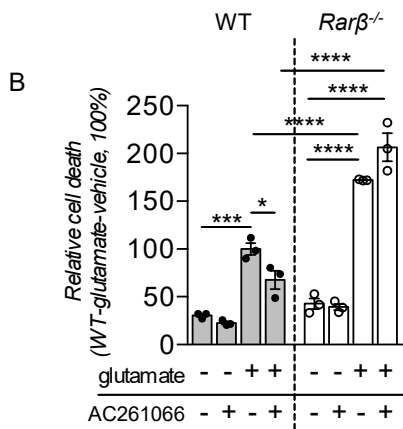 B
WT Rarβ-/-
****
*** * **** ****
****
Relative cell death
(WT-glutamate-vehicle, 100%)
250
200
150
100
50
0
glutamate - - + + - - + +
AC261066 - + - + - + - +